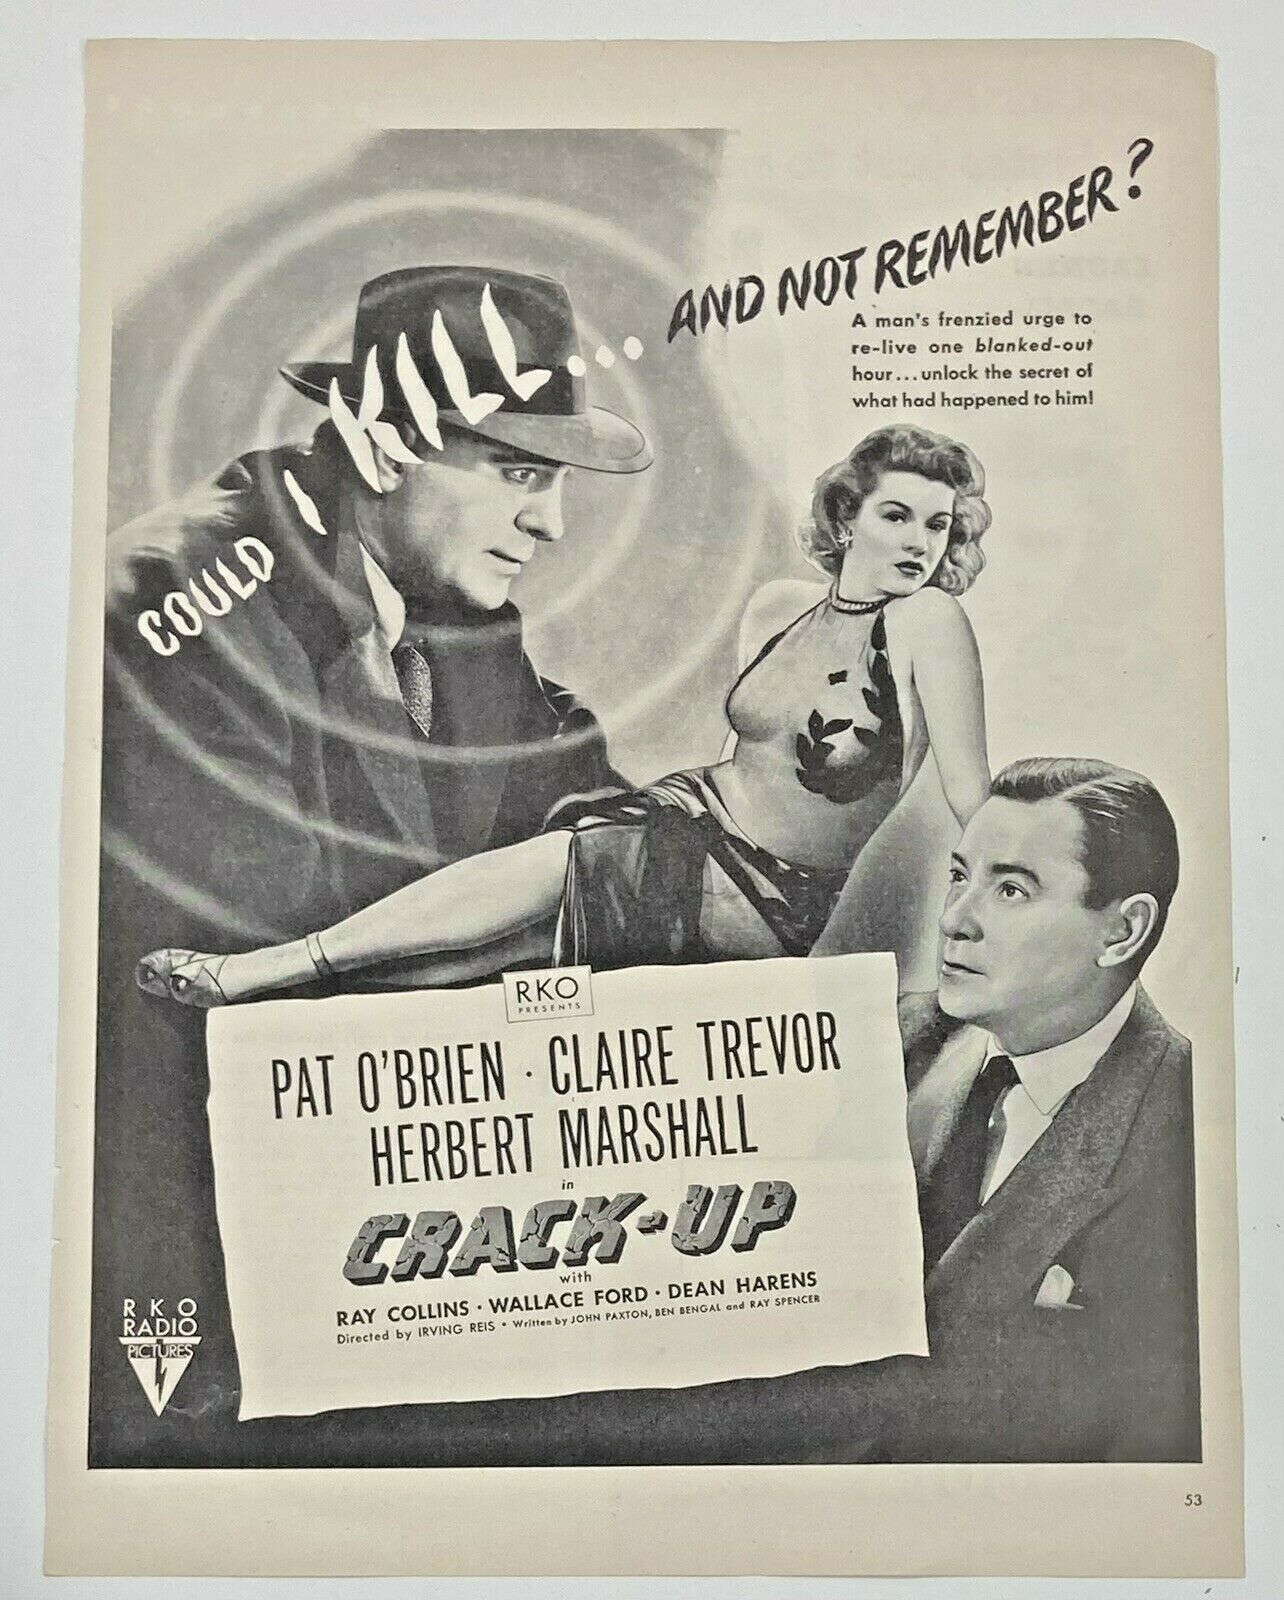 COULD I KILL... AND NOT REMEMBER?
A man's frenzied urge to
re-live one blanked-out
hour...unlock the secret of
what had happened to him!
RKO
PRESENTS
PAT O'BRIEN · CLAIRE TREVOR
HERBERT MARSHALL
in
CRACK-UP
with
RAY COLLINS · WALLACE FORD · DEAN HARENS
Directed by IRVING REIS • Written by JOHN PAXTON, BEN BENGAL and RAY SPENCER
RKO
RADIO
PICTURES
53